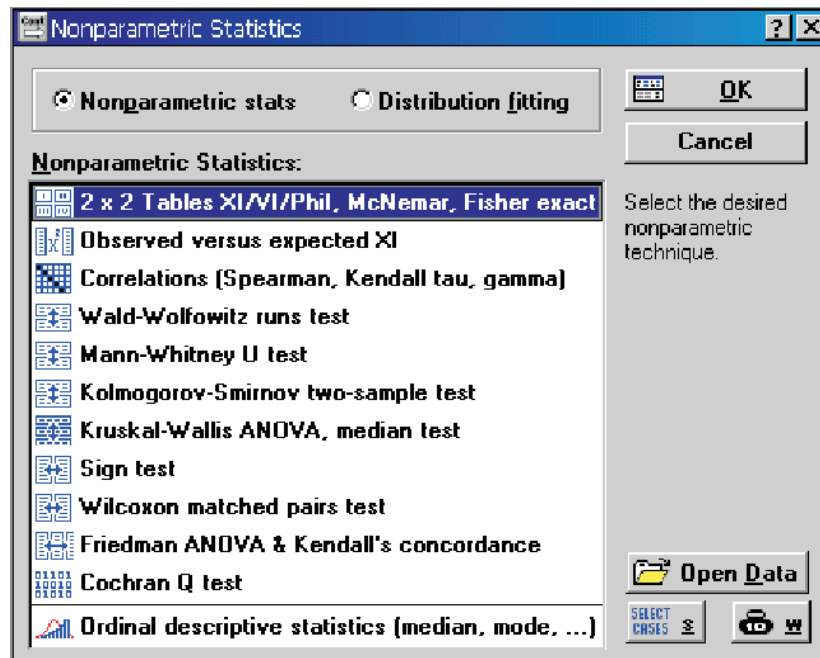 Nonparametric Statistics
Nonparametric stats
Distribution fitting
OK
Cancel
Nonparametric Statistics:
2 x 2 Tables XI/VI/Phil, McNemar, Fisher exact
Observed versus expected XI
Correlations (Spearman, Kendall tau, gamma)
Wald-Wolfowitz runs test
Mann-Whitney U test
Kolmogorov-Smirnov two-sample test
Kruskal-Wallis ANOVA, median test
Sign test
Wilcoxon matched pairs test
Friedman ANOVA & Kendall's concordance
Cochran Q test
Ordinal descriptive statistics (median, mode, ...)
Select the desired
nonparametric
technique.
Open Data
SELECT
CASES
S
W